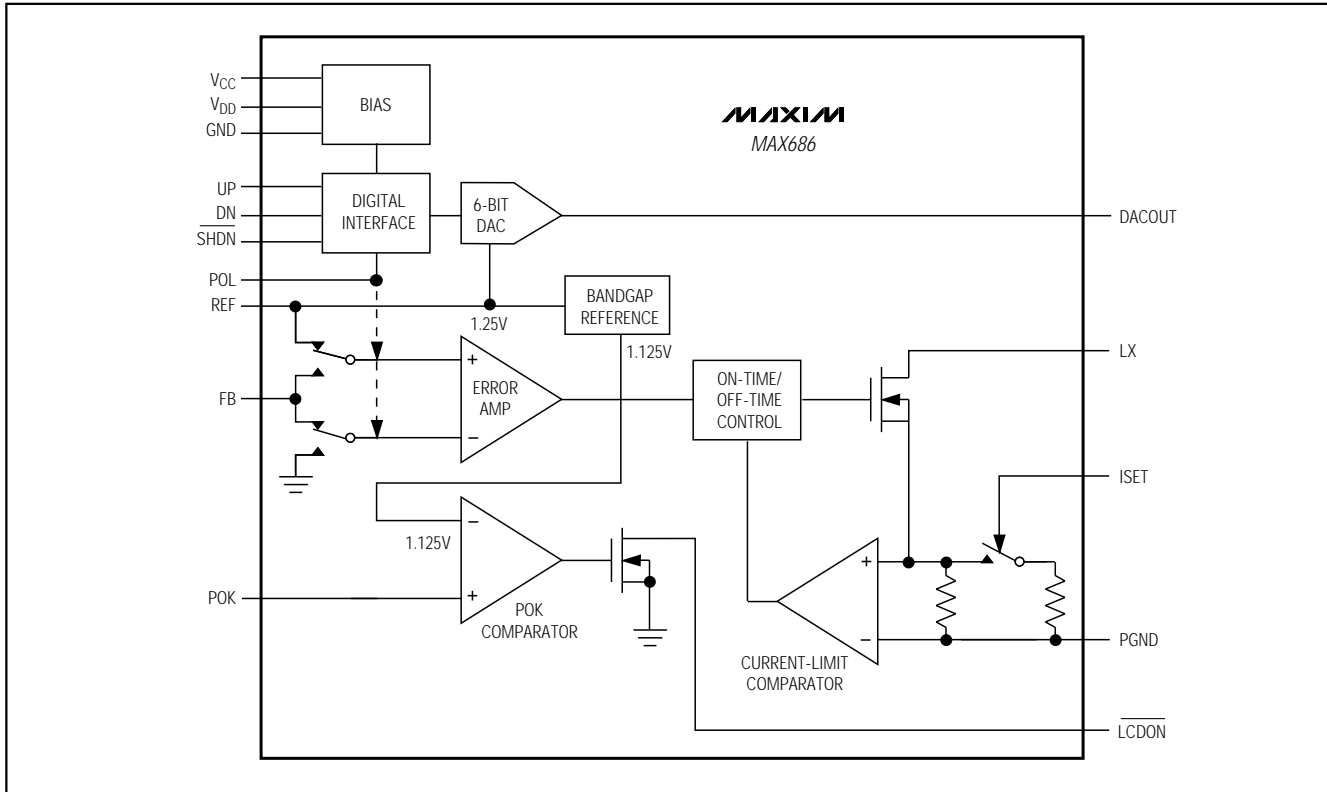 VCC
VDD
GND
BIAS
MAXIM
MAX686
UP
DN
SHDN
DIGITAL
INTERFACE
6-BIT
DAC
DACOUT
POL
REF
1.25V
BANDGAP
REFERENCE
1.125V
LX
+
ERROR
AMP
−
FB
ON-TIME/
OFF-TIME
CONTROL
ISET
−
1.125V
+
POK
POK
COMPARATOR
+
−
CURRENT-LIMIT
COMPARATOR
PGND
LCDON